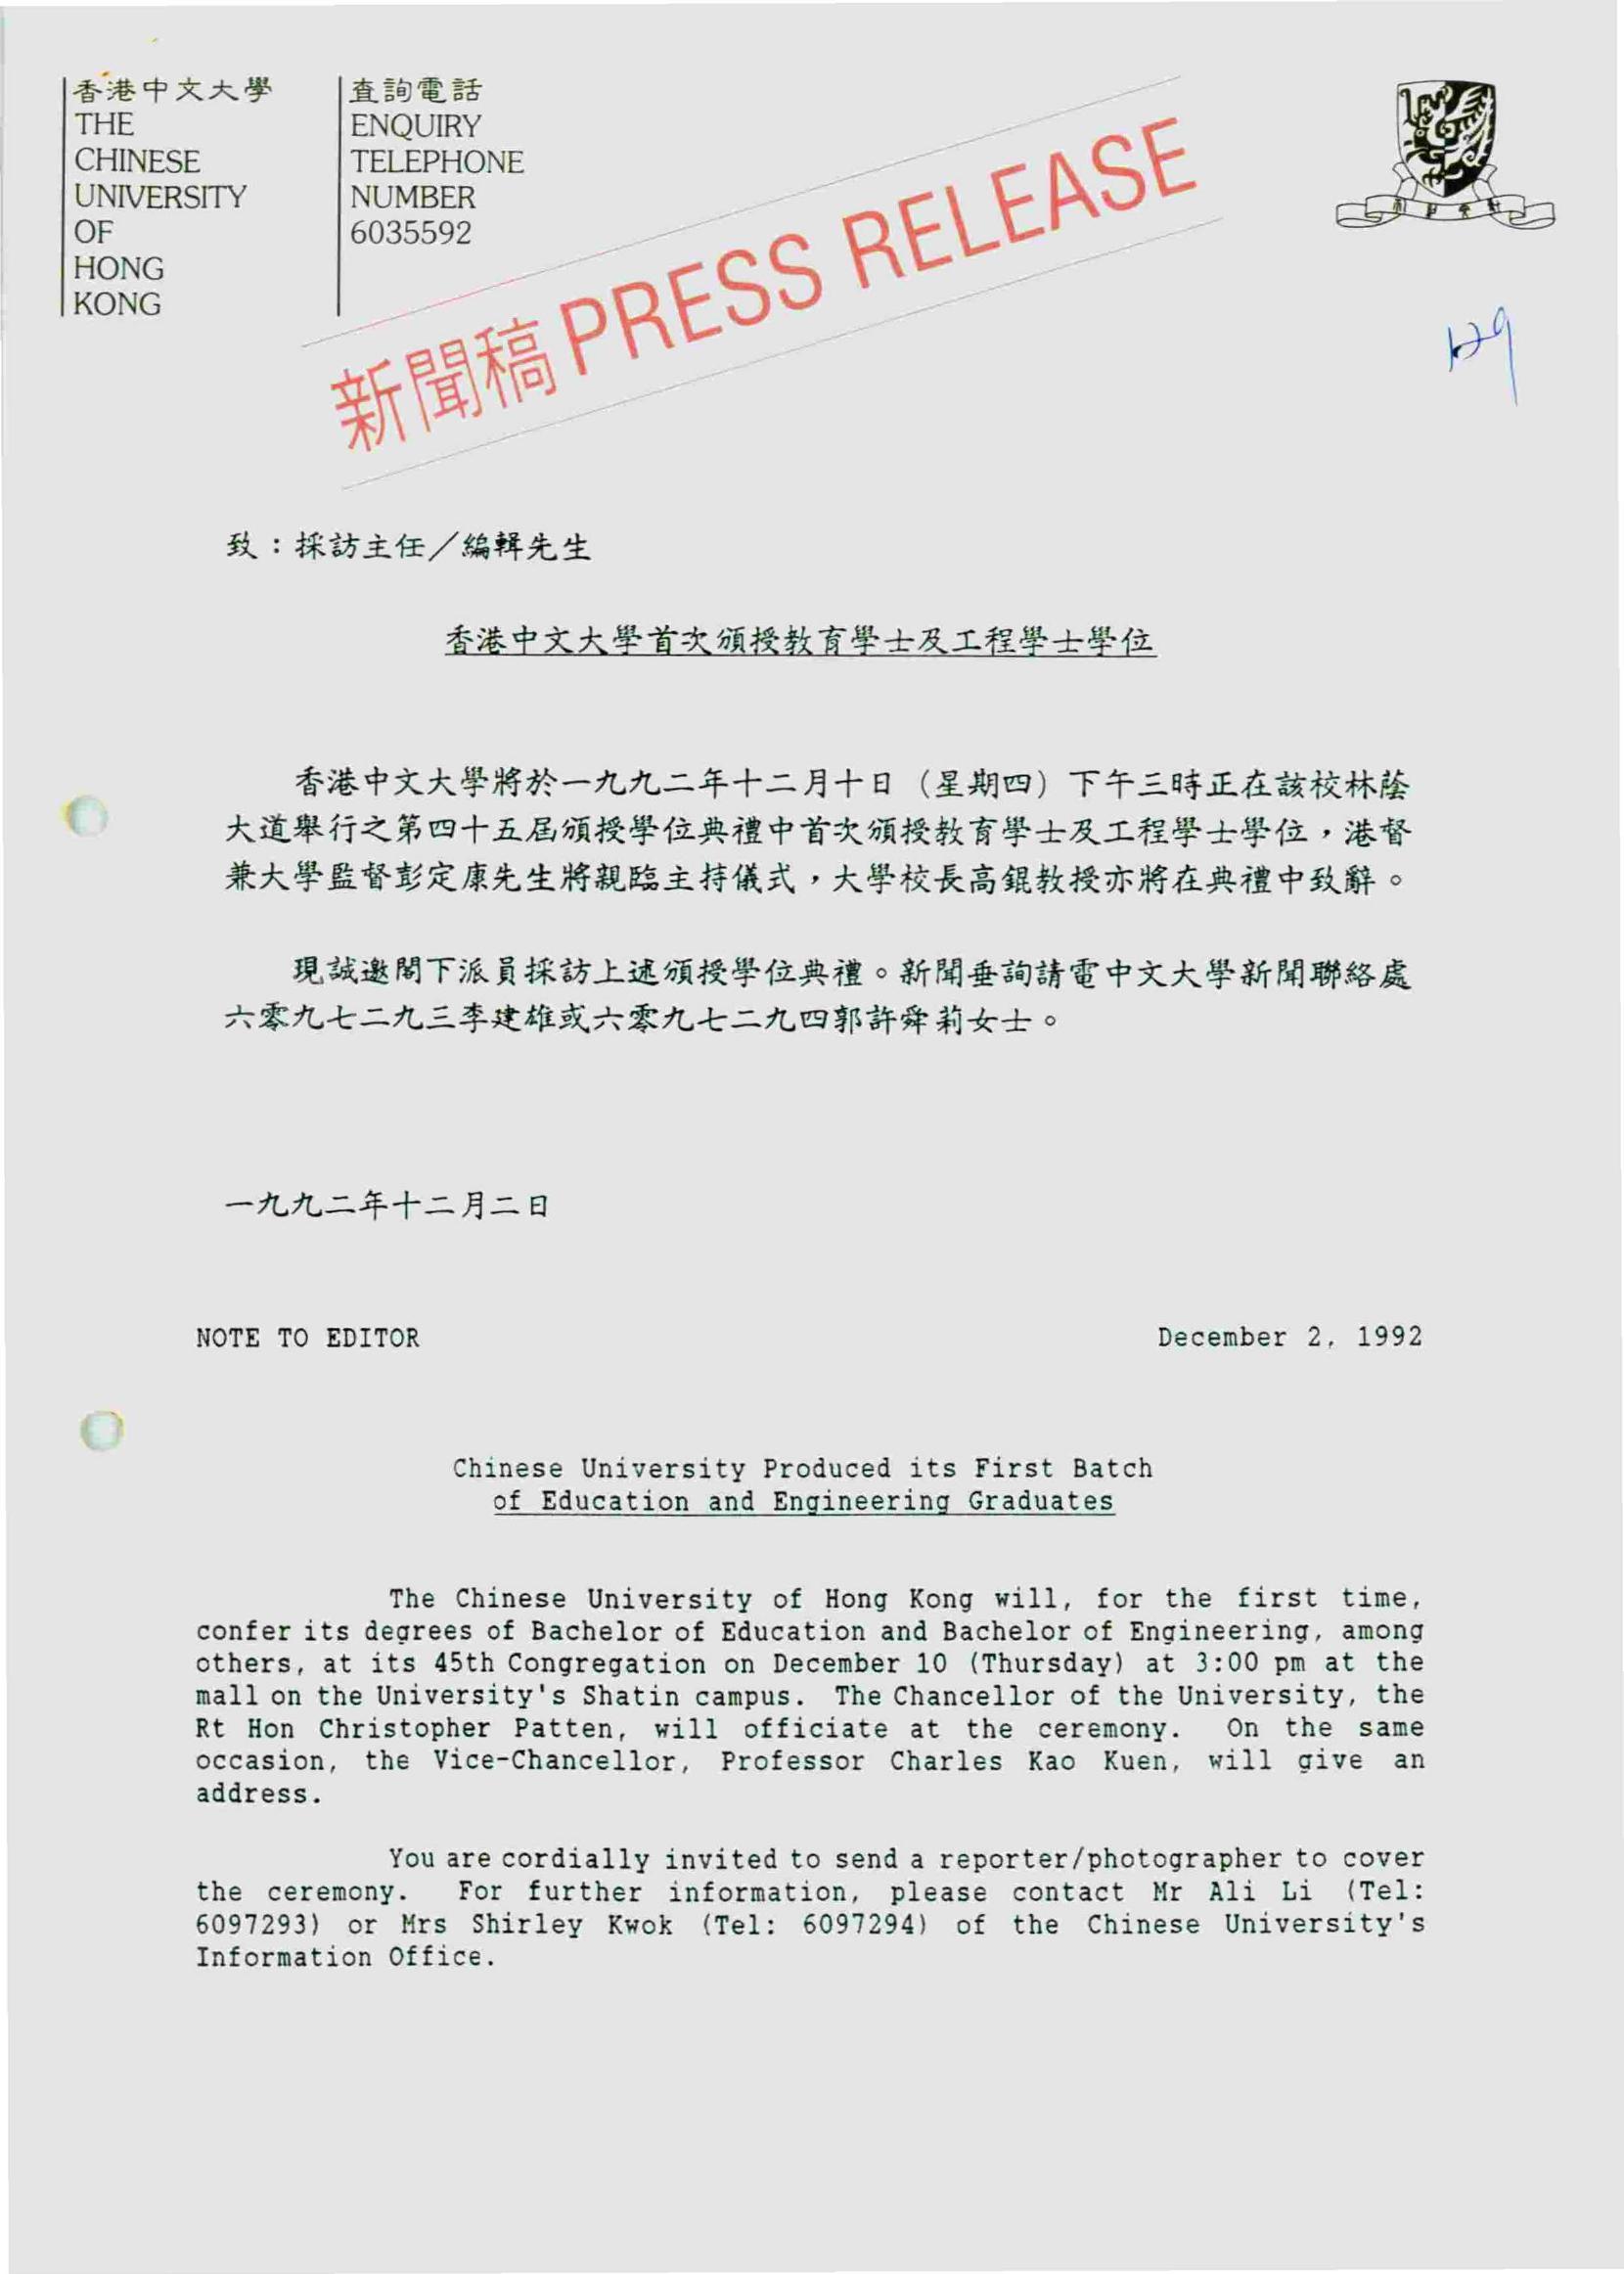 香港中文大學
THE
CHINESE
UNIVERSITY
OF
HONG
KONG
查詢電話
ENQUIRY
TELEPHONE
NUMBER
6035592
新聞稿 PRESS RELEASE
129
致：採訪主任／編輯先生
香港中文大學首次頒授教育學士及工程學士學位
香港中文大學將於一九九二年十二月十日（星期四）下午三時正在該校林蔭
大道舉行之第四十五屆頒授學位典禮中首次頒授教育學士及工程學士學位，港督
兼大學監督彭定康先生將親臨主持儀式，大學校長高錕教授亦將在典禮中致辭。
現誠邀閣下派員採訪上述頒授學位典禮。新聞垂詢請電中文大學新聞聯絡處
六零九七二九三李建雄或六零九七二九四郭許舜莉女士。
一九九二年十二月二日
NOTE TO EDITOR December 2, 1992
Chinese University Produced its First Batch
of Education and Engineering Graduates
The Chinese University of Hong Kong will, for the first time,
confer its degrees of Bachelor of Education and Bachelor of Engineering, among
others, at its 45th Congregation on December 10 (Thursday) at 3:00 pm at the
mall on the University's Shatin campus. The Chancellor of the University, the
Rt Hon Christopher Patten, will officiate at the ceremony. On the same
occasion, the Vice-Chancellor, Professor Charles Kao Kuen, will give an
address.
You are cordially invited to send a reporter/photographer to cover
the ceremony. For further information, please contact Mr Ali Li (Tel:
6097293) or Mrs Shirley Kwok (Tel: 6097294) of the Chinese University's
Information Office.